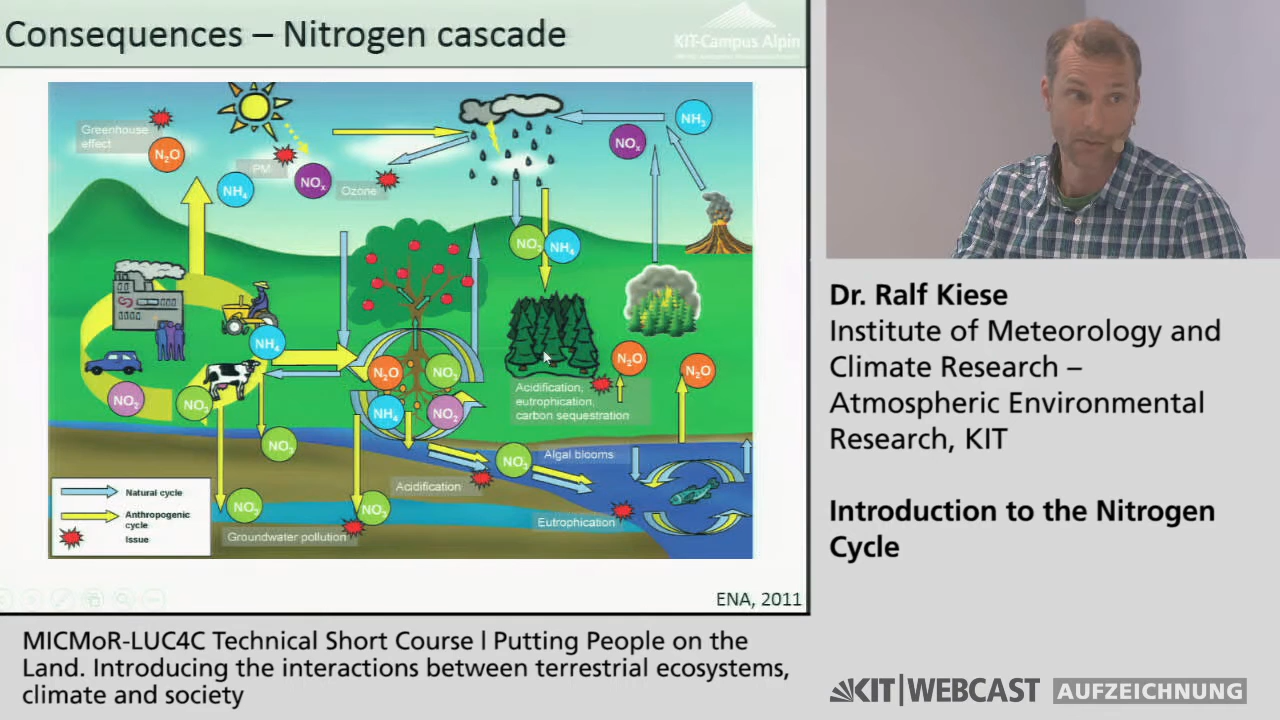 Consequences – Nitrogen cascade
KIT-Campus Alpin
Greenhouse
effect
N₂O
PM
NH₄
NOₓ
Ozone
NH₃
NOₓ
NO₃
NH₄
NH₄
N₂O
NO₃
NH₄
NO₂
NO₂
NO₃
N₂O
N₂O
Acidification,
eutrophication,
carbon sequestration
NO₃
NO₃
Algal blooms
Acidification
NO₃
NO₃
Eutrophication
Groundwater pollution
Natural cycle
Anthropogenic
cycle
Issue
ENA, 2011
Dr. Ralf Kiese
Institute of Meteorology and
Climate Research –
Atmospheric Environmental
Research, KIT
Introduction to the Nitrogen
Cycle
MICMoR-LUC4C Technical Short Course | Putting People on the
Land. Introducing the interactions between terrestrial ecosystems,
climate and society
KIT|WEBCAST AUFZEICHNUNG